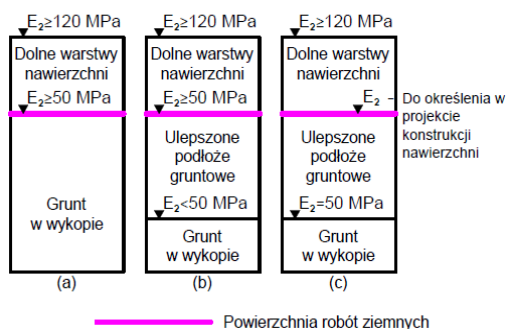 E₂≥120 MPa
Dolne warstwy
nawierzchni
E₂≥50 MPa
Grunt
w wykopie
(a)
E₂≥120 MPa
Dolne warstwy
nawierzchni
E₂≥50 MPa
Ulepszone
podłoże
gruntowe
E₂<50 MPa
Grunt
w wykopie
(b)
E₂≥120 MPa
Dolne warstwy
nawierzchni
E₂ - Do określenia w
projekcie
konstrukcji
nawierzchni
Ulepszone
podłoże
gruntowe
E₂=50 MPa
Grunt
w wykopie
(c)
Powierzchnia robót ziemnych